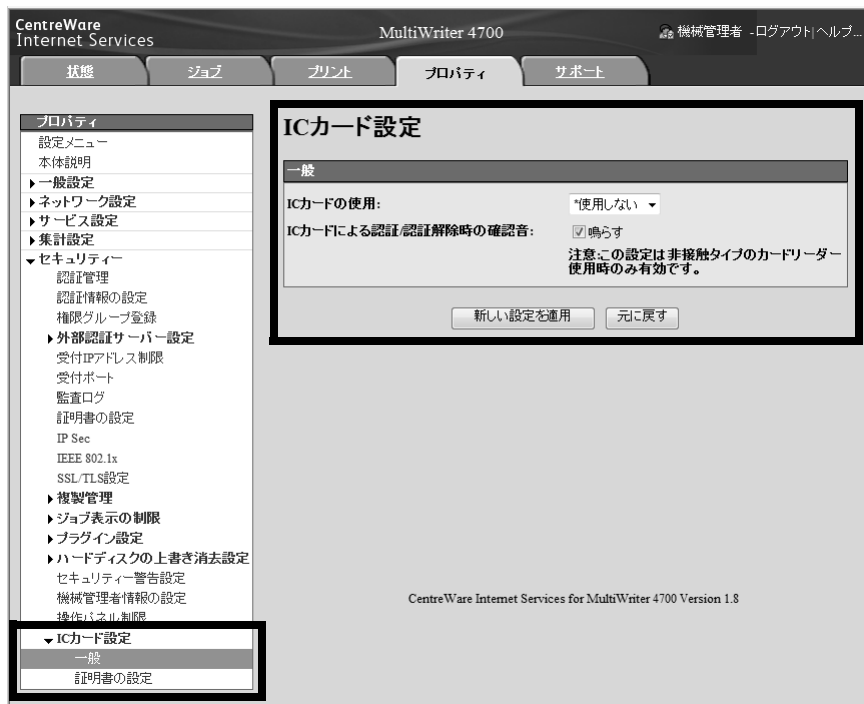 CentreWare
Internet Services
MultiWriter 4700
機械管理者 -ログアウト|ヘルプ...
状態
ジョブ
プリント
プロパティ
サポート
プロパティ
設定メニュー
本体説明
一般設定
ネットワーク設定
サービス設定
集計設定
セキュリティー
認証管理
認証情報の設定
権限グループ登録
外部認証サーバー設定
受付IPアドレス制限
受付ポート
監査ログ
証明書の設定
IP Sec
IEEE 802.1x
SSL/TLS設定
複製管理
ジョブ表示の制限
プラグイン設定
ハードディスクの上書き消去設定
セキュリティー警告設定
機械管理者情報の設定
操作パネル制限
ICカード設定
一般
証明書の設定
ICカード設定
一般
ICカードの使用: *使用しない
ICカードによる認証/認証解除時の確認音: 鳴らす
注意:この設定は非接触タイプのカードリーダー
使用時のみ有効です。
新しい設定を適用 元に戻す
CentreWare Internet Services for MultiWriter 4700 Version 1.8